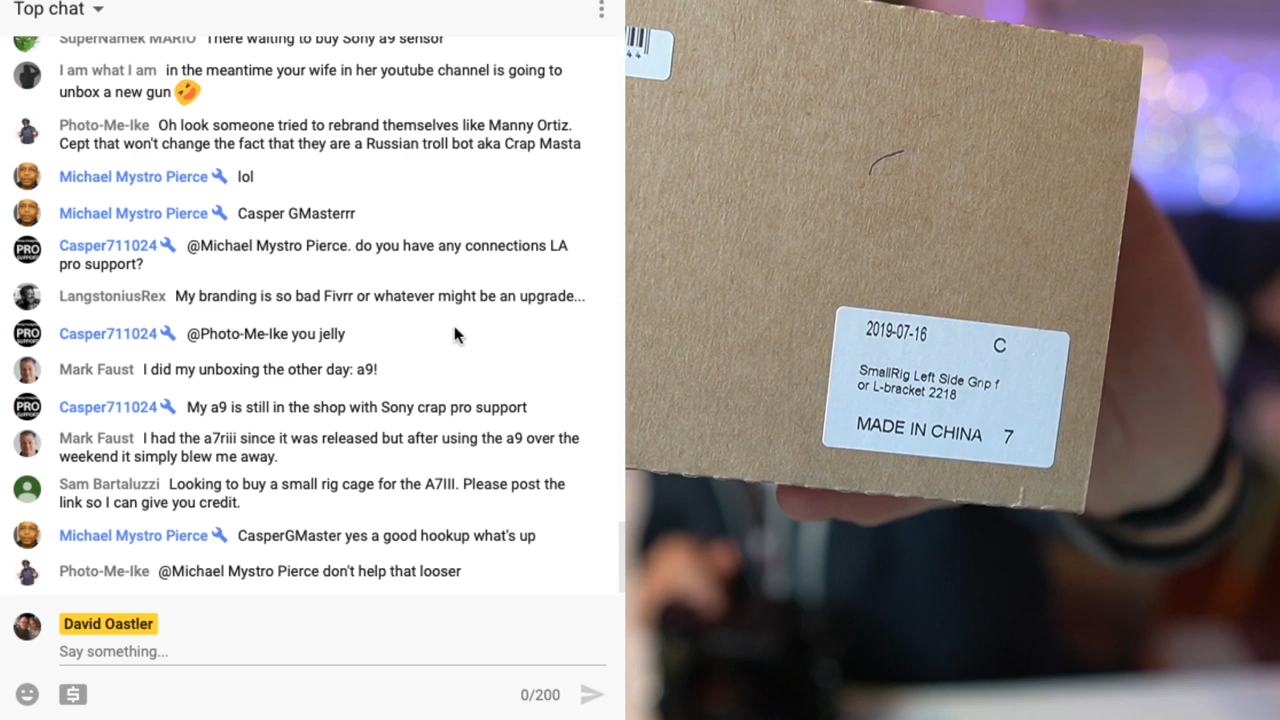 Top chat
SuperNamek MARIO There waiting to buy Sony a9 sensor
I am what I am in the meantime your wife in her youtube channel is going to
unbox a new gun
Photo-Me-Ike Oh look someone tried to rebrand themselves like Manny Ortiz.
Cept that won't change the fact that they are a Russian troll bot aka Crap Masta
Michael Mystro Pierce lol
Michael Mystro Pierce Casper GMasterrr
PRO Casper711024 @Michael Mystro Pierce. do you have any connections LA
pro support?
LangstoniusRex My branding is so bad Fivrr or whatever might be an upgrade...
PRO Casper711024 @Photo-Me-Ike you jelly
Mark Faust I did my unboxing the other day: a9!
PRO Casper711024 My a9 is still in the shop with Sony crap pro support
Mark Faust I had the a7riii since it was released but after using the a9 over the
weekend it simply blew me away.
Sam Bartaluzzi Looking to buy a small rig cage for the A7III. Please post the
link so I can give you credit.
Michael Mystro Pierce CasperGMaster yes a good hookup what's up
Photo-Me-Ike @Michael Mystro Pierce don't help that looser
David Oastler
Say something...
0/200
44
2019-07-16 C
SmallRig Left Side Grip f
or L-bracket 2218
MADE IN CHINA 7